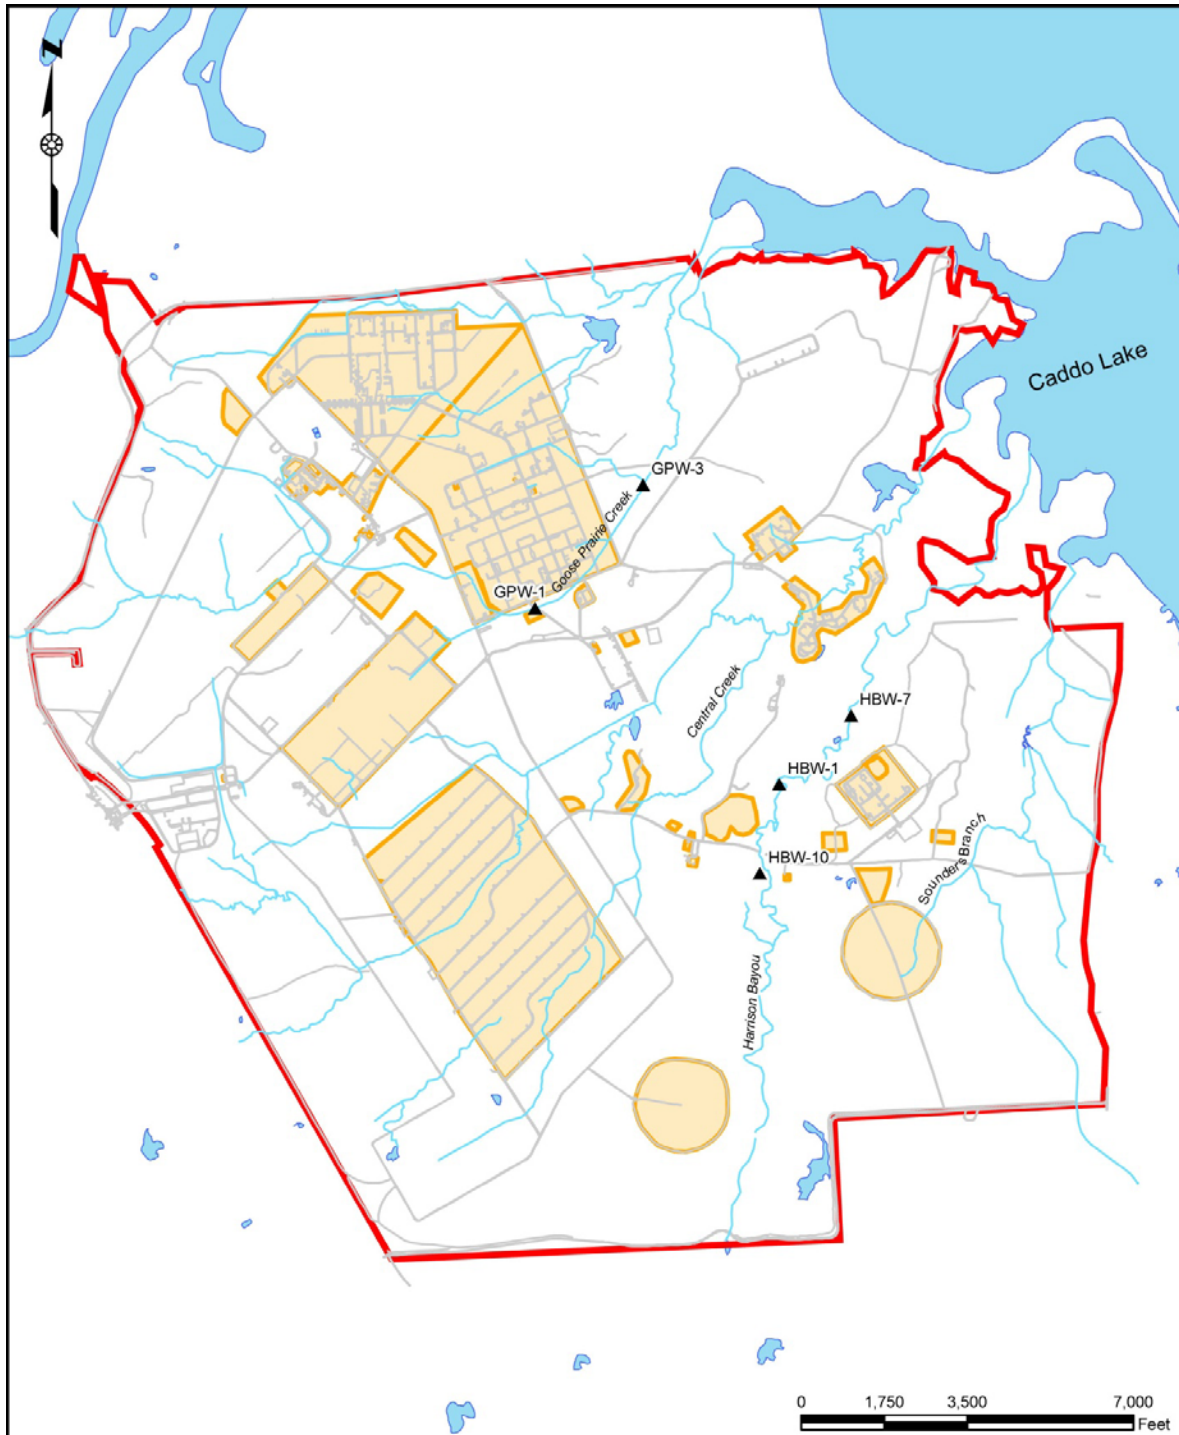 N
Caddo Lake
GPW-3
Goose Prairie Creek
GPW-1
Central Creek
HBW-7
HBW-1
HBW-10
Sounders Branch
Harrison Bayou
0 1,750 3,500 7,000
Feet